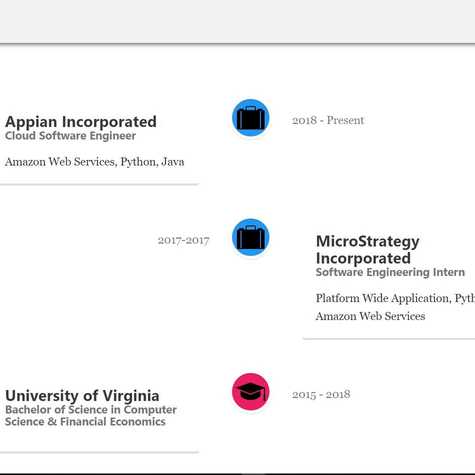 Appian Incorporated
Cloud Software Engineer
2018 - Present
Amazon Web Services, Python, Java
2017-2017
MicroStrategy
Incorporated
Software Engineering Intern
Platform Wide Application, Pyth
Amazon Web Services
University of Virginia
Bachelor of Science in Computer
Science & Financial Economics
2015 - 2018